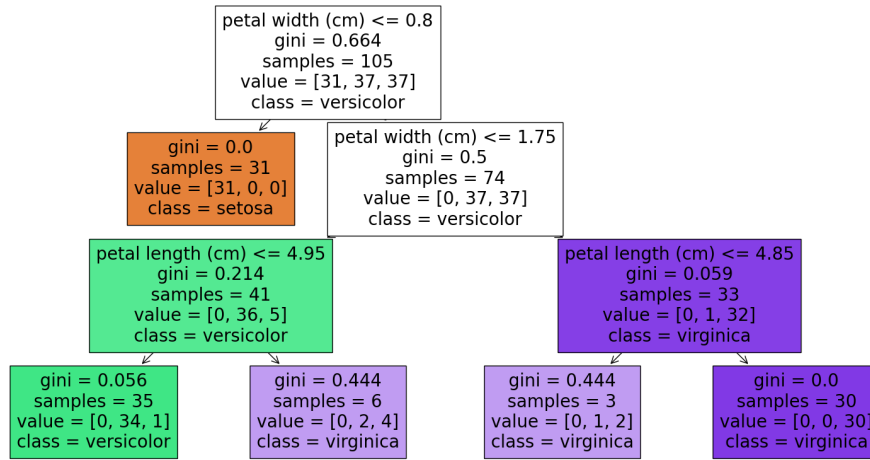 petal width (cm) <= 0.8
gini = 0.664
samples = 105
value = [31, 37, 37]
class = versicolor
gini = 0.0
samples = 31
value = [31, 0, 0]
class = setosa
petal width (cm) <= 1.75
gini = 0.5
samples = 74
value = [0, 37, 37]
class = versicolor
petal length (cm) <= 4.95
gini = 0.214
samples = 41
value = [0, 36, 5]
class = versicolor
petal length (cm) <= 4.85
gini = 0.059
samples = 33
value = [0, 1, 32]
class = virginica
gini = 0.056
samples = 35
value = [0, 34, 1]
class = versicolor
gini = 0.444
samples = 6
value = [0, 2, 4]
class = virginica
gini = 0.444
samples = 3
value = [0, 1, 2]
class = virginica
gini = 0.0
samples = 30
value = [0, 0, 30]
class = virginica